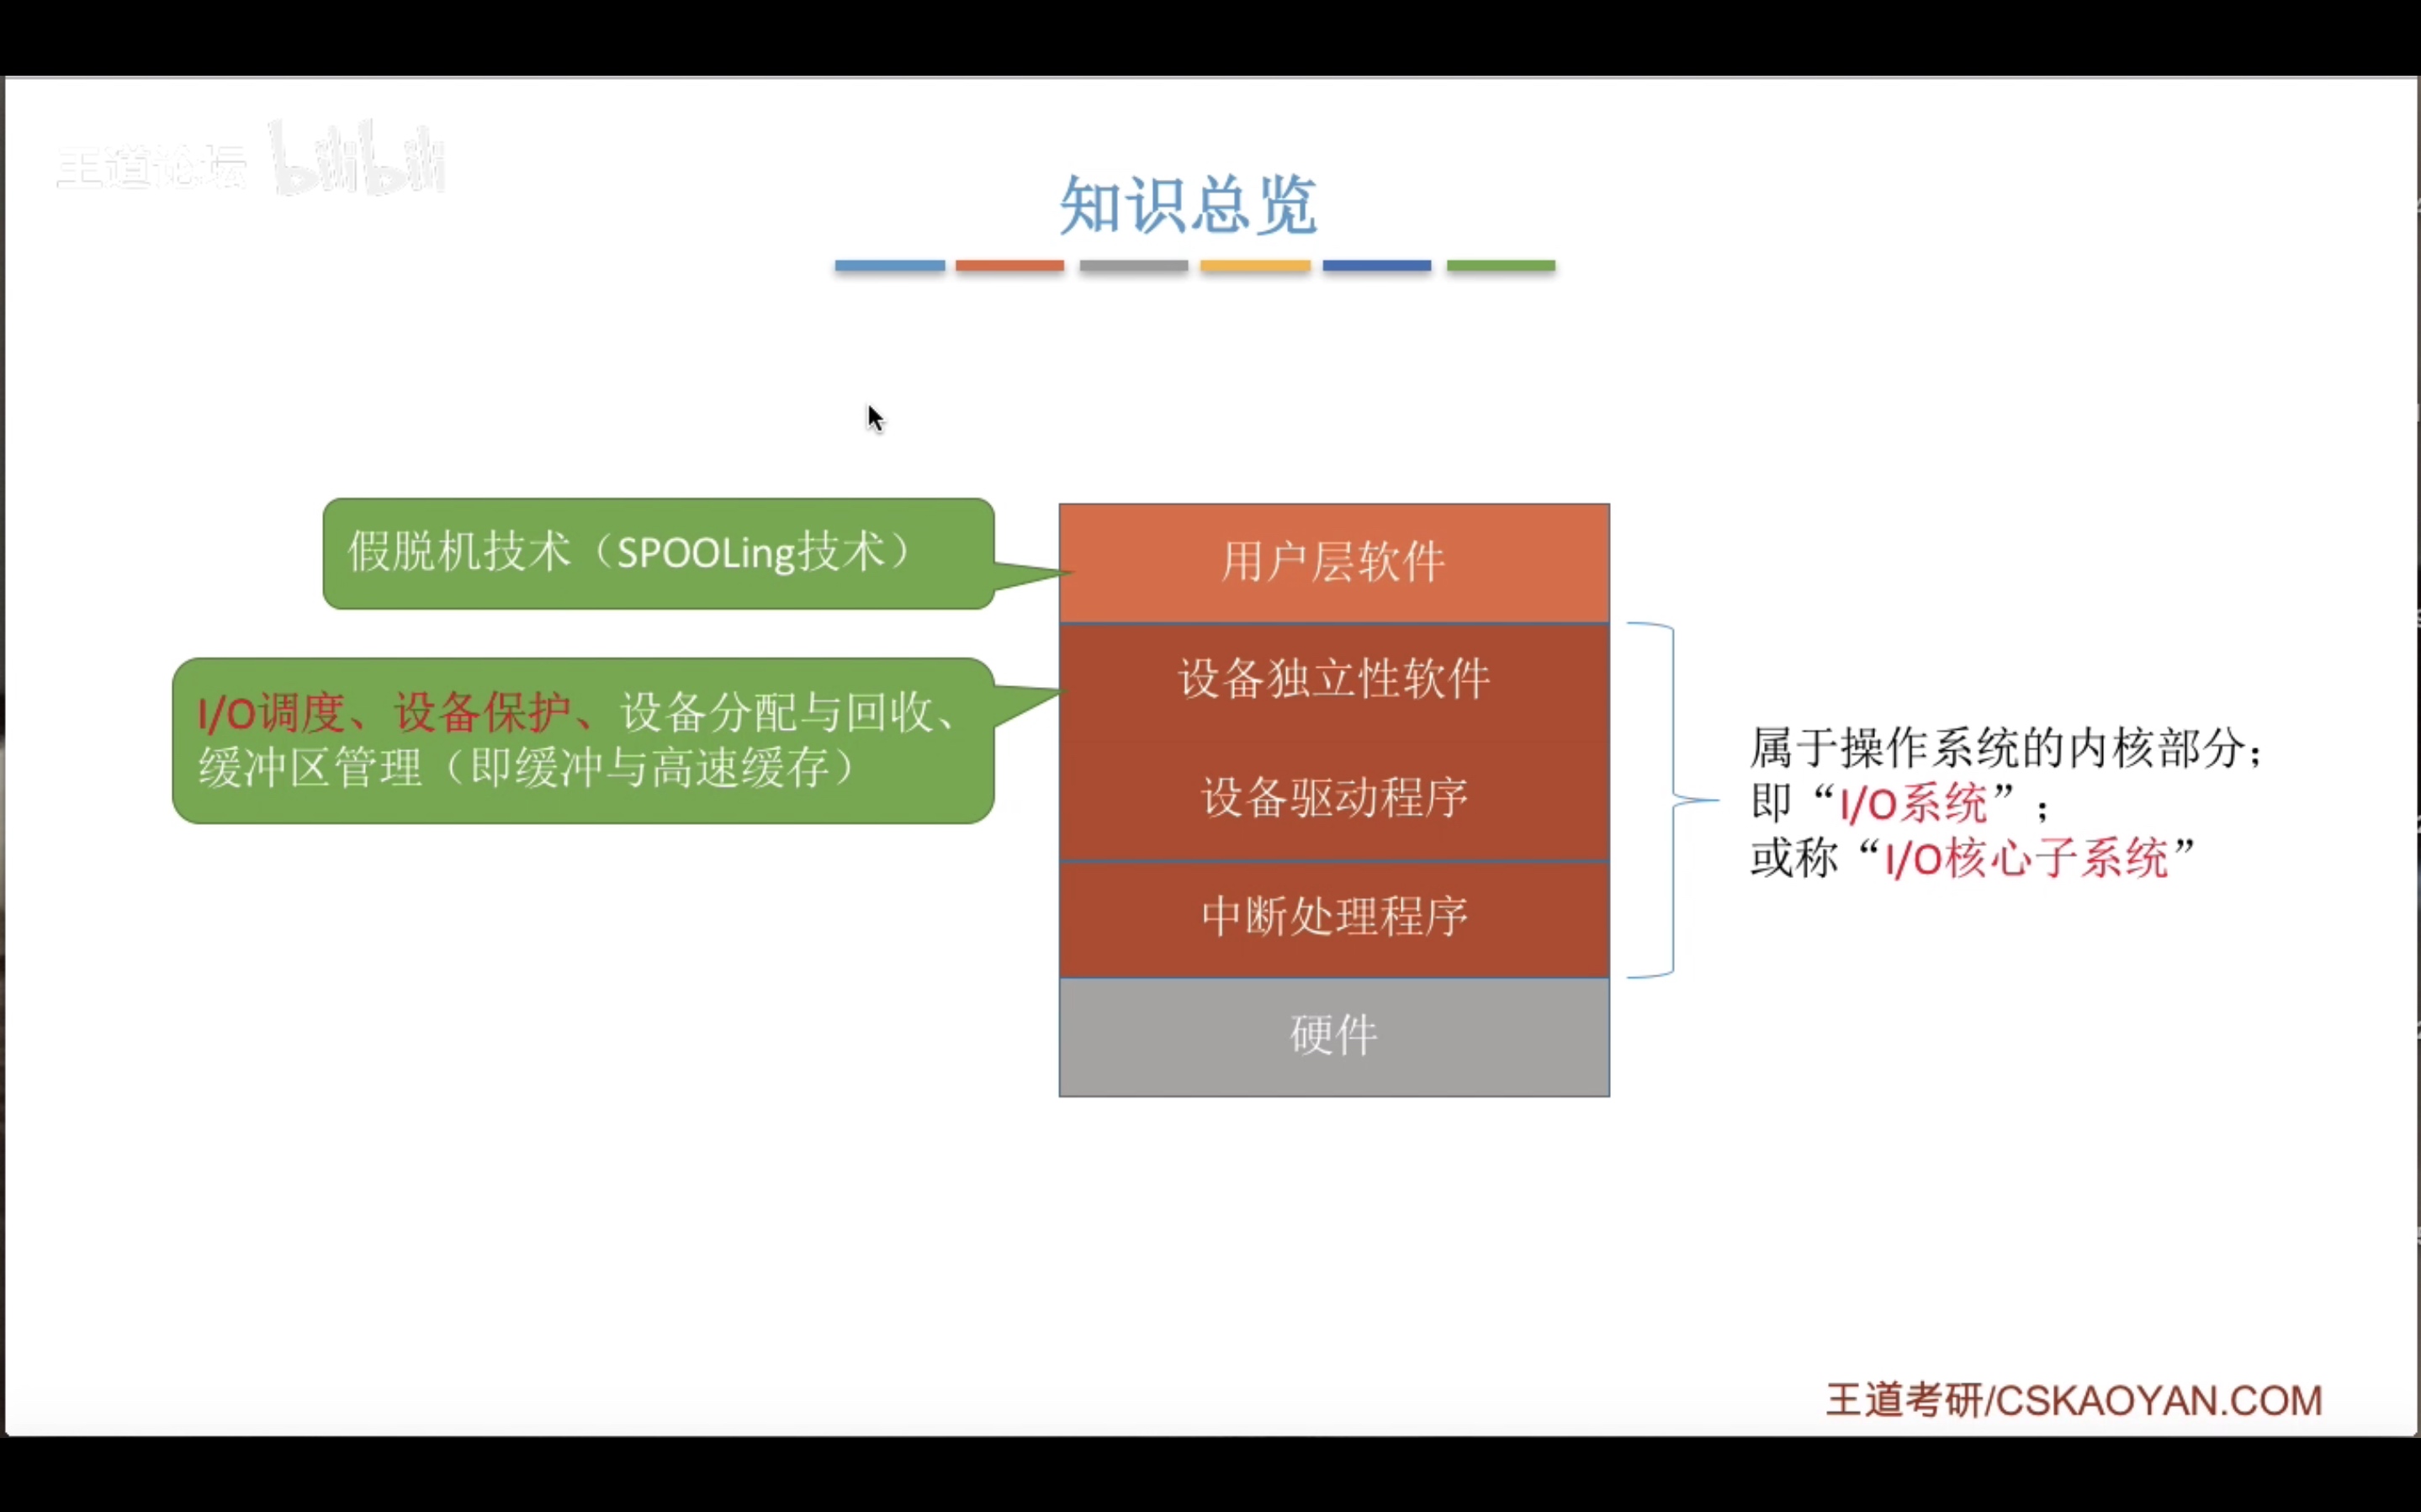 王道论坛 bilibili
知识总览
假脱机技术（SPOOLing技术）
用户层软件
I/O调度、设备保护、设备分配与回收、
缓冲区管理（即缓冲与高速缓存）
设备独立性软件
设备驱动程序
中断处理程序
硬件
属于操作系统的内核部分；
即“I/O系统”；
或称“I/O核心子系统”
王道考研/CSKAOYAN.COM